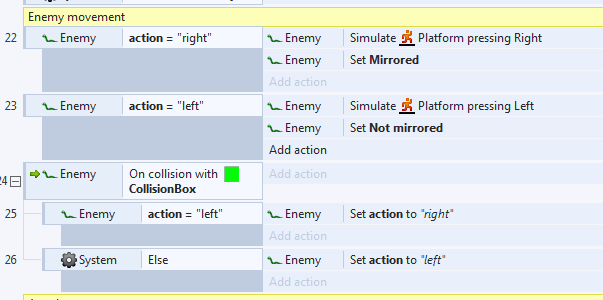 Enemy movement
22 Enemy action = "right" Enemy Simulate Platform pressing Right
Enemy Set Mirrored
Add action
23 Enemy action = "left" Enemy Simulate Platform pressing Left
Enemy Set Not mirrored
Add action
24 Enemy On collision with Add action
CollisionBox
25 Enemy action = "left" Enemy Set action to "right"
Add action
26 System Else Enemy Set action to "left"
Add action